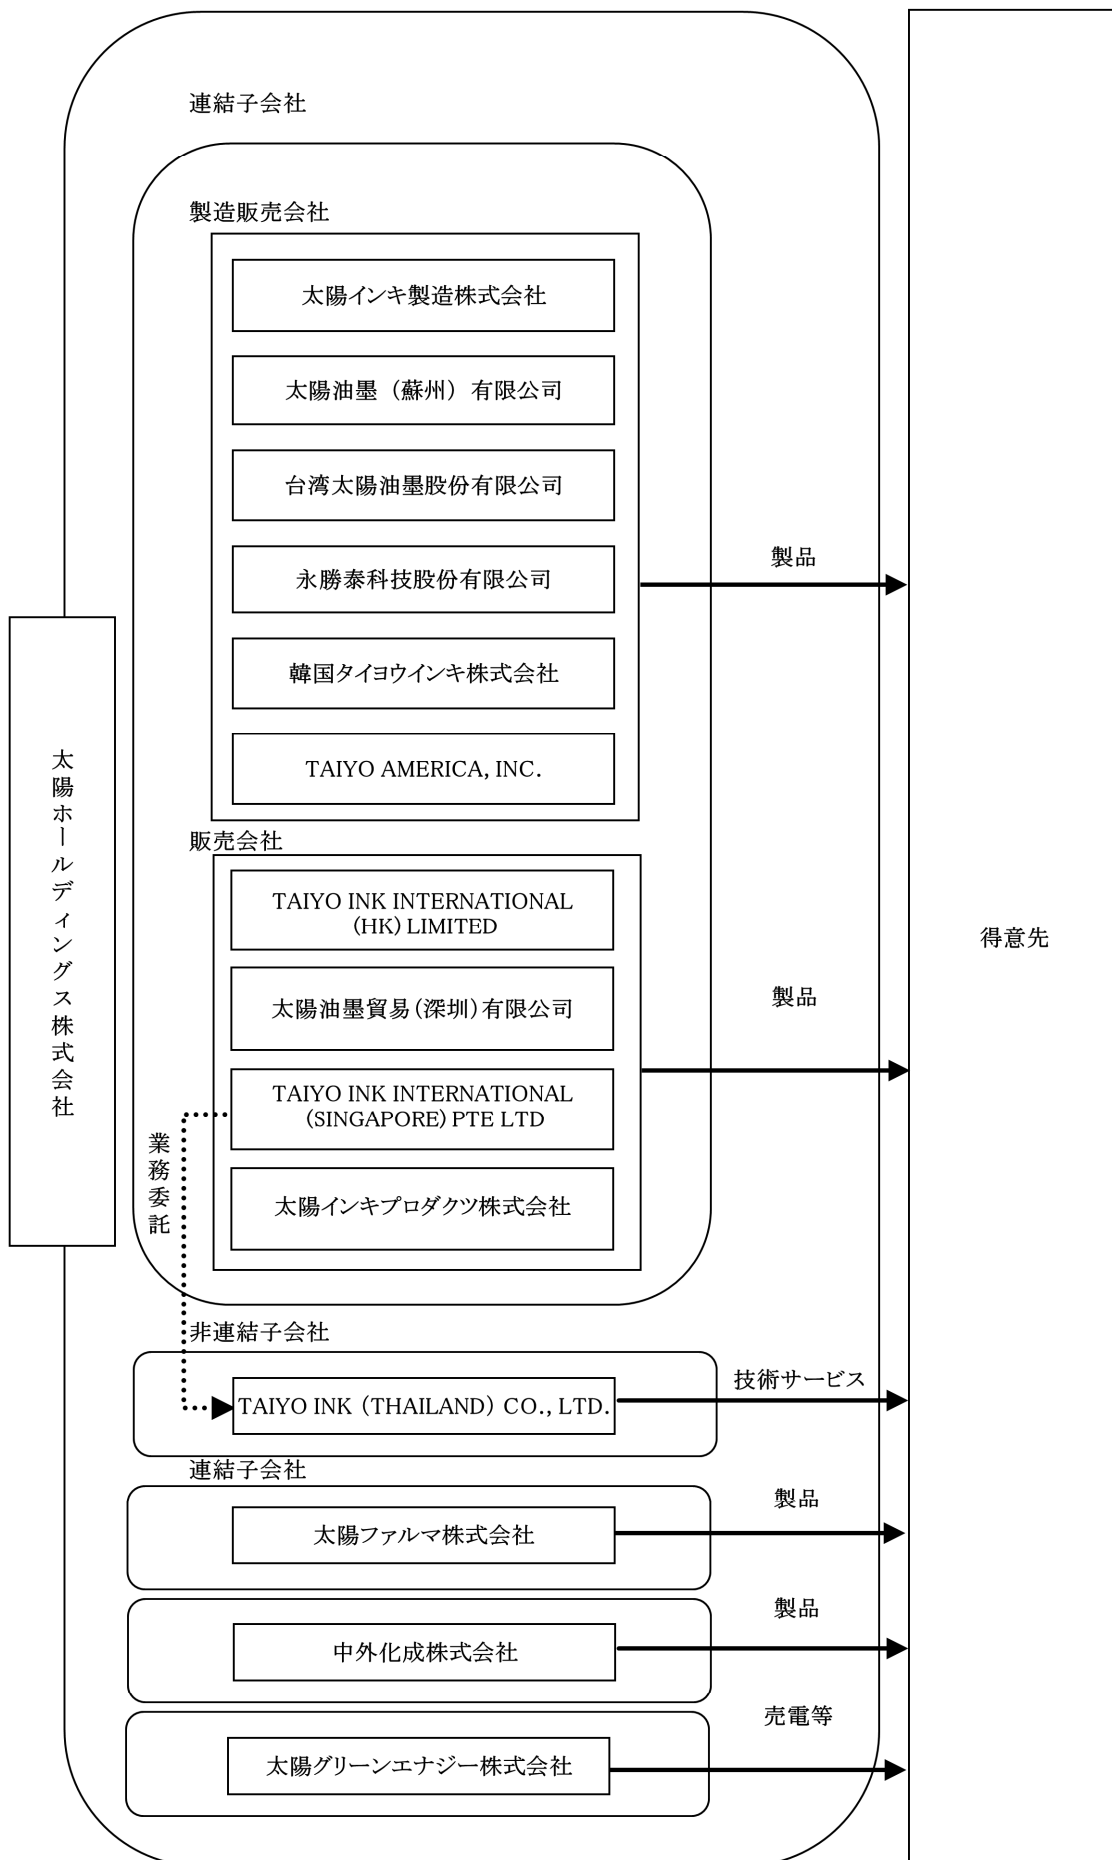 連結子会社
製造販売会社
太陽インキ製造株式会社
太陽油墨（蘇州）有限公司
台湾太陽油墨股份有限公司
永勝泰科技股份有限公司
韓国タイヨウインキ株式会社
TAIYO AMERICA, INC.
製品
販売会社
TAIYO INK INTERNATIONAL
(HK) LIMITED
太陽油墨貿易(深圳)有限公司
TAIYO INK INTERNATIONAL
(SINGAPORE) PTE LTD
太陽インキプロダクツ株式会社
製品
太陽ホールディングス株式会社
業務委託
得意先
非連結子会社
TAIYO INK (THAILAND) CO., LTD.
技術サービス
連結子会社
太陽ファルマ株式会社
製品
中外化成株式会社
製品
太陽グリーンエナジー株式会社
売電等